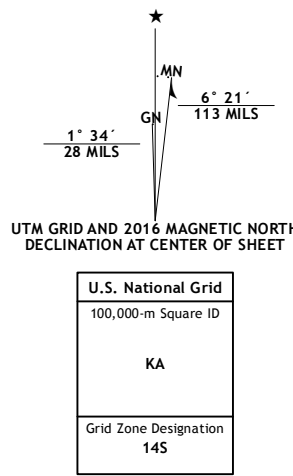 ★
MN
GN
6° 21´
113 MILS
1° 34´
28 MILS
UTM GRID AND 2016 MAGNETIC NORTH
DECLINATION AT CENTER OF SHEET
U.S. National Grid
100,000-m Square ID
KA
Grid Zone Designation
14S